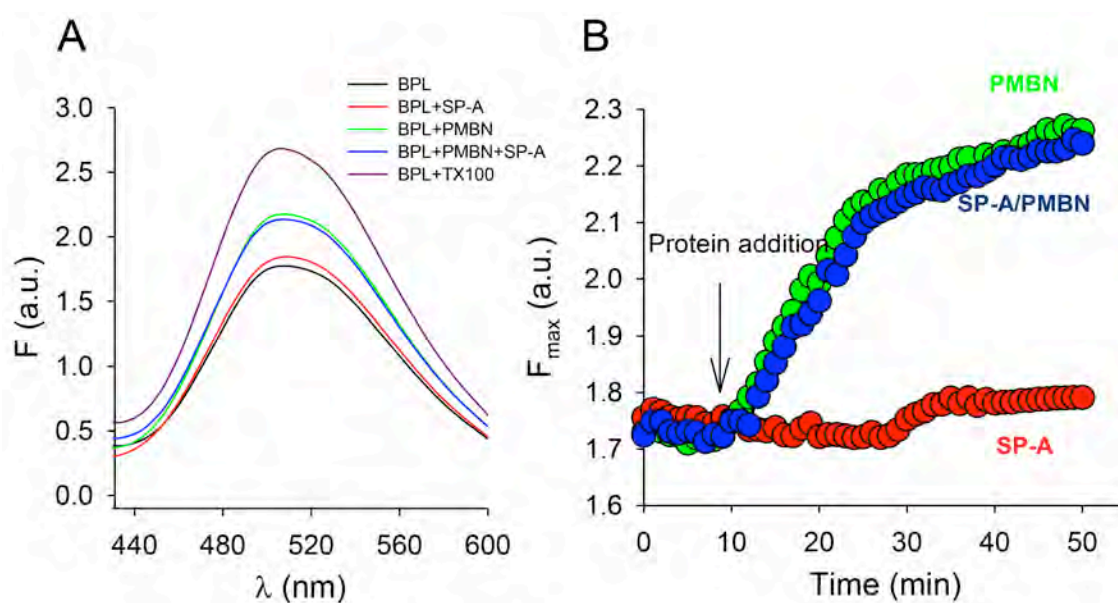 A
BPL
BPL+SP-A
BPL+PMBN
BPL+PMBN+SP-A
BPL+TX100
3.0
2.5
2.0
1.5
1.0
0.5
0.0
F (a.u.)
440 480 520 560 600
λ (nm)
B
PMBN
SP-A/PMBN
Protein addition
SP-A
2.3
2.2
2.1
2.0
1.9
1.8
1.7
1.6
Fmax (a.u.)
0 10 20 30 40 50
Time (min)